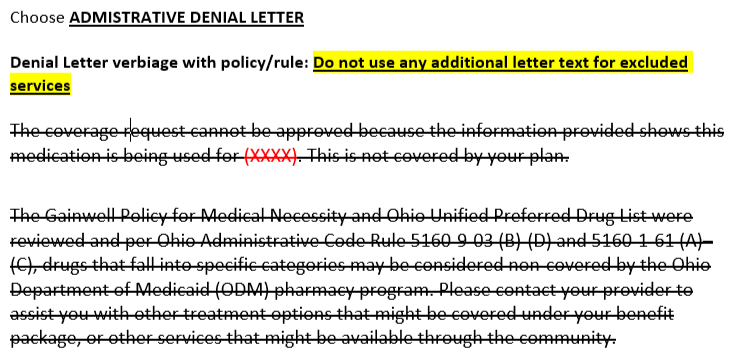 Choose ADMISTRATIVE DENIAL LETTER
Denial Letter verbiage with policy/rule: Do not use any additional letter text for excluded
services
The coverage request cannot be approved because the information provided shows this
medication is being used for (XXXX). This is not covered by your plan.
The Gainwell Policy for Medical Necessity and Ohio Unified Preferred Drug List were
reviewed and per Ohio Administrative Code Rule 5160-9-03 (B)-(D) and 5160-1-61 (A)–
(C), drugs that fall into specific categories may be considered non-covered by the Ohio
Department of Medicaid (ODM) pharmacy program. Please contact your provider to
assist you with other treatment options that might be covered under your benefit
package, or other services that might be available through the community.